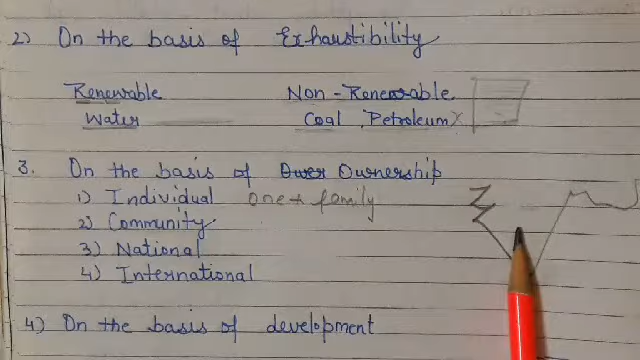 2) On the basis of Exhaustibility
Renewable Non-Renewable
Water Coal, Petroleum
3. On the basis of Ownership
1) Individual one + family
2) Community
3) National
4) International
4) On the basis of development